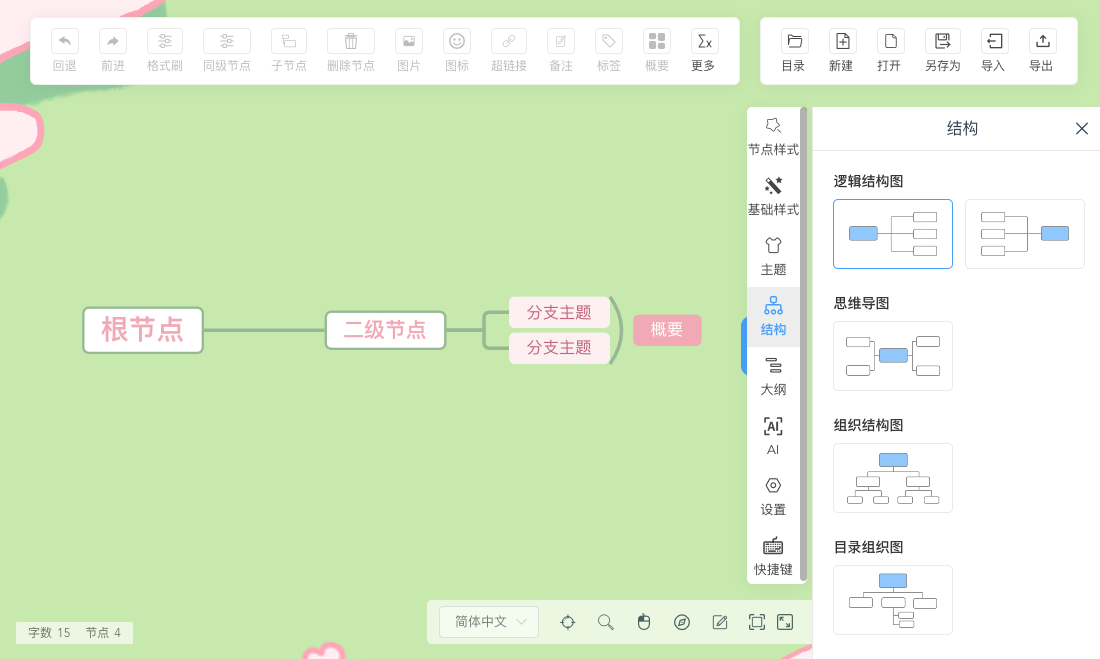 回退 前进 格式刷 同级节点 子节点 删除节点 图片 图标 超链接 备注 标签 概要 更多 目录 新建 打开 另存为 导入 导出
节点样式
基础样式
主题
结构
大纲
AI
AI
设置
快捷键
结构
逻辑结构图
思维导图
组织结构图
目录组织图
根节点
二级节点
分支主题
分支主题
概要
字数 15 节点 4
简体中文